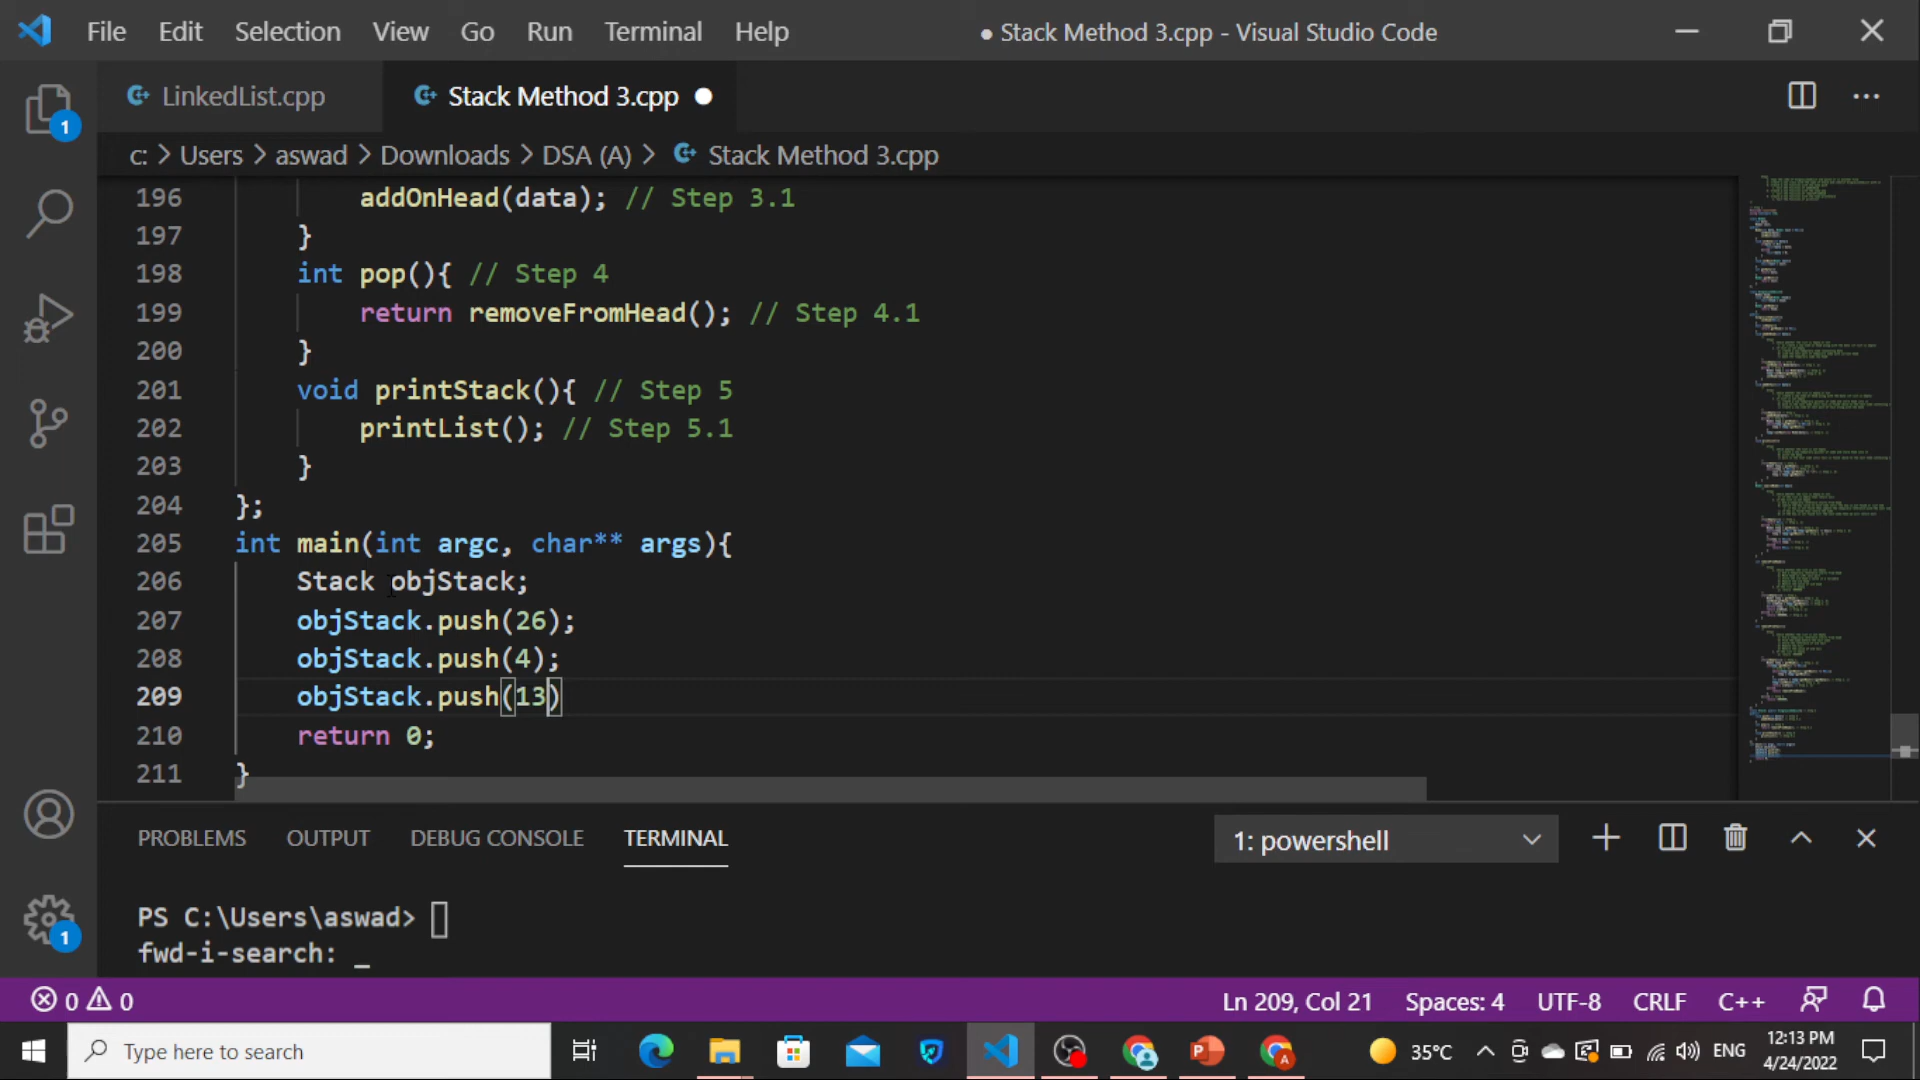 File Edit Selection View Go Run Terminal Help ● Stack Method 3.cpp - Visual Studio Code
LinkedList.cpp Stack Method 3.cpp
c: > Users > aswad > Downloads > DSA (A) > Stack Method 3.cpp
196 addOnHead(data); // Step 3.1
197 }
198 int pop(){ // Step 4
199 return removeFromHead(); // Step 4.1
200 }
201 void printStack(){ // Step 5
202 printList(); // Step 5.1
203 }
204 };
205 int main(int argc, char** args){
206 Stack objStack;
207 objStack.push(26);
208 objStack.push(4);
209 objStack.push(13)
210 return 0;
211 }
PROBLEMS OUTPUT DEBUG CONSOLE TERMINAL 1: powershell
PS C:\Users\aswad>
fwd-i-search: _
0 0 Ln 209, Col 21 Spaces: 4 UTF-8 CRLF C++
Type here to search 35°C ENG 12:13 PM
4/24/2022
1
1